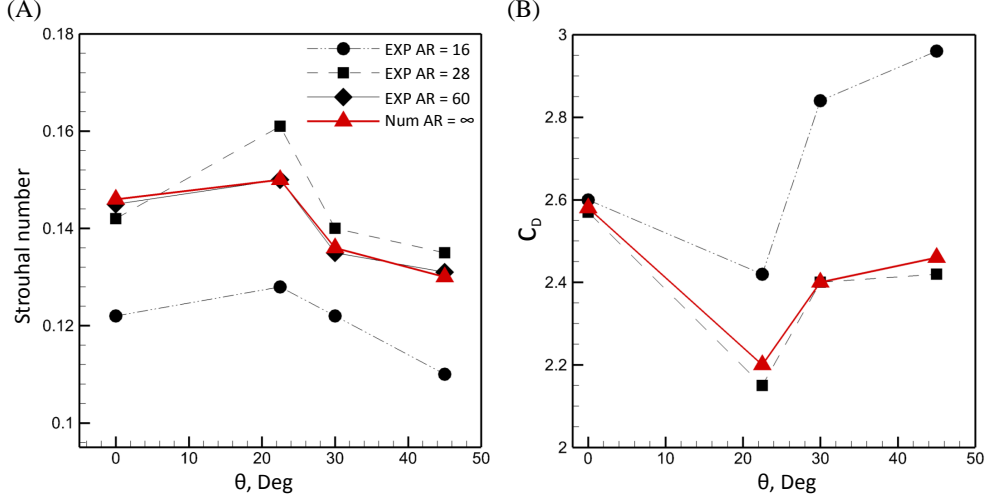 (A)
0.18
0.16
0.14
0.12
0.1
Strouhal number
EXP AR = 16
EXP AR = 28
EXP AR = 60
Num AR = ∞
0 10 20 30 40 50
θ, Deg
(B)
3
2.8
2.6
2.4
2.2
2
C_D
0 10 20 30 40 50
θ, Deg